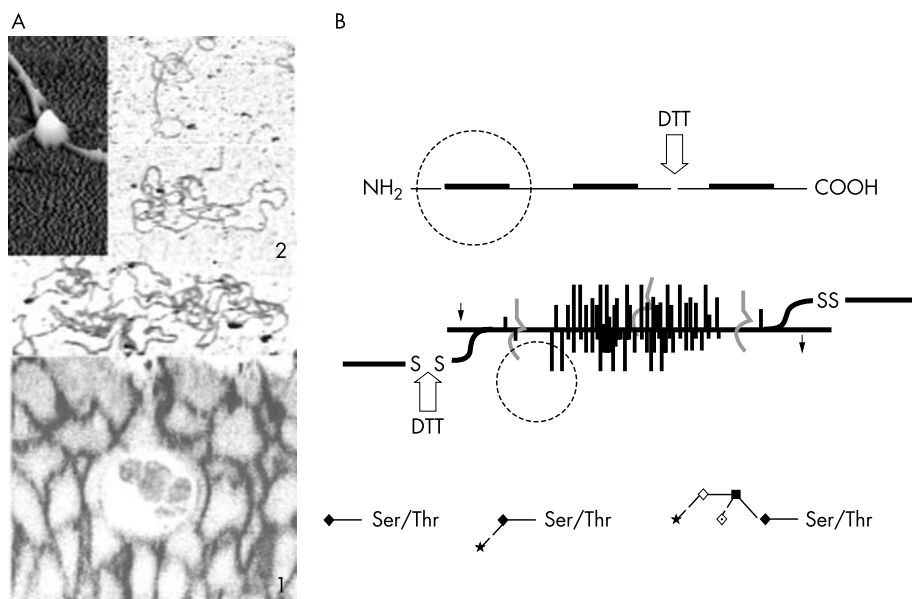 A
B
2
1
DTT
NH2
COOH
SS
S S
DTT
Ser/Thr
Ser/Thr
Ser/Thr